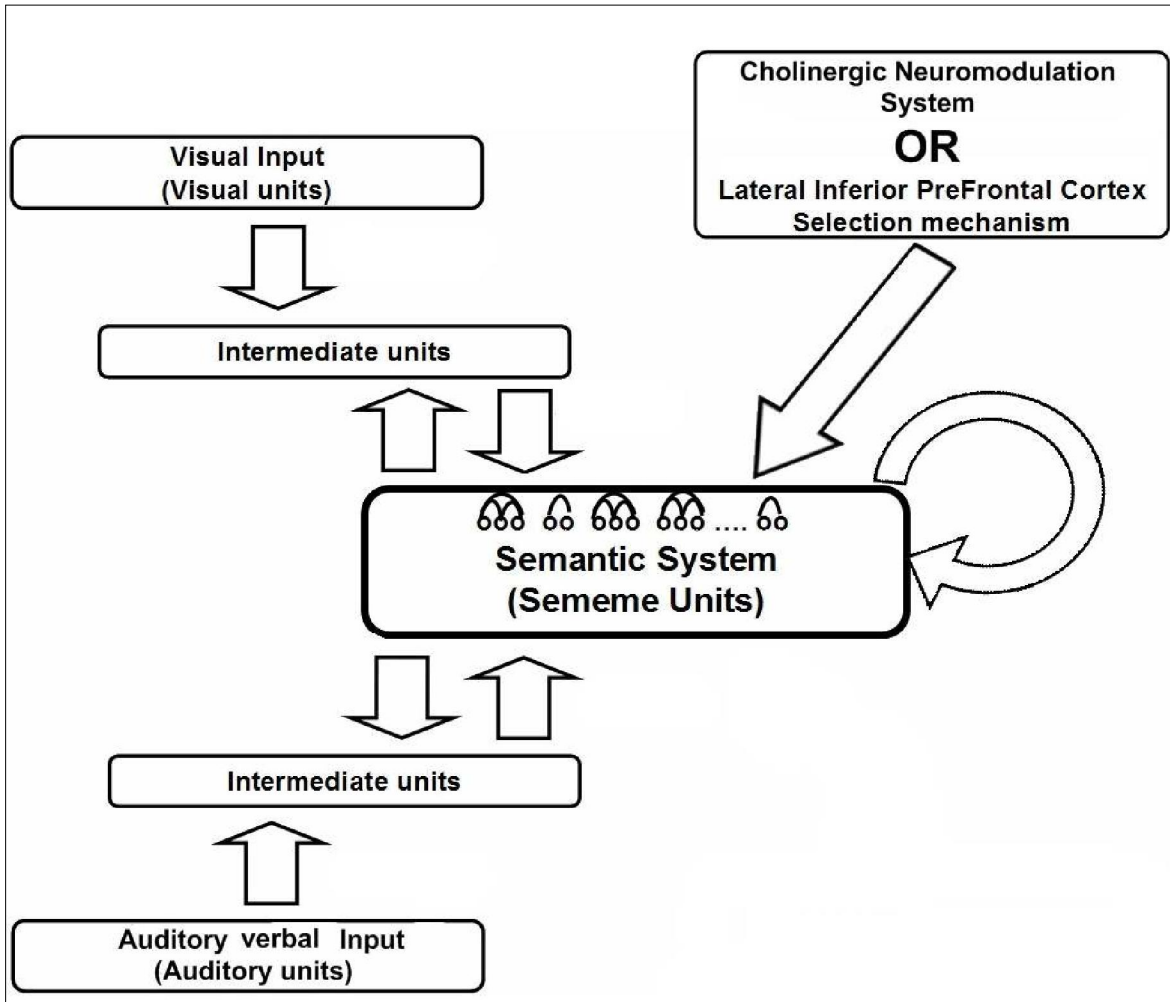 Cholinergic Neuromodulation
System
OR
Lateral Inferior PreFrontal Cortex
Selection mechanism
Visual Input
(Visual units)
Intermediate units
....
Semantic System
(Sememe Units)
Intermediate units
Auditory verbal Input
(Auditory units)